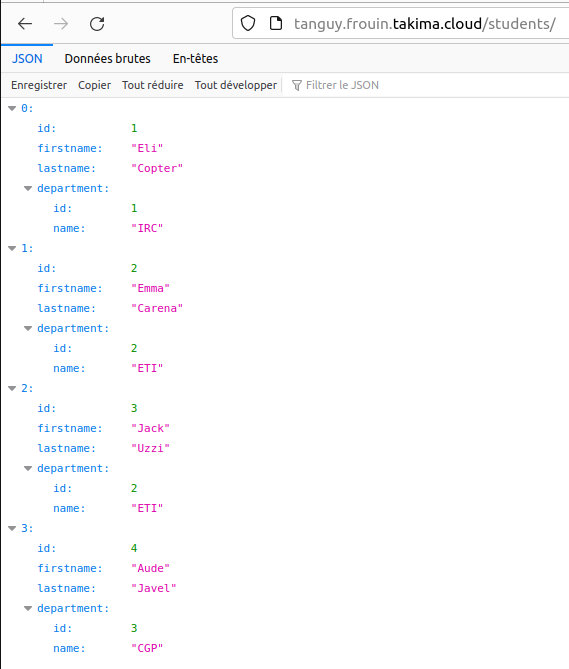 tanguy.frouin.takima.cloud/students/
JSON Données brutes En-têtes
Enregistrer Copier Tout réduire Tout développer Filtrer le JSON
0:
id: 1
firstname: "Eli"
lastname: "Copter"
department:
id: 1
name: "IRC"
1:
id: 2
firstname: "Emma"
lastname: "Carena"
department:
id: 2
name: "ETI"
2:
id: 3
firstname: "Jack"
lastname: "Uzzi"
department:
id: 2
name: "ETI"
3:
id: 4
firstname: "Aude"
lastname: "Javel"
department:
id: 3
name: "CGP"